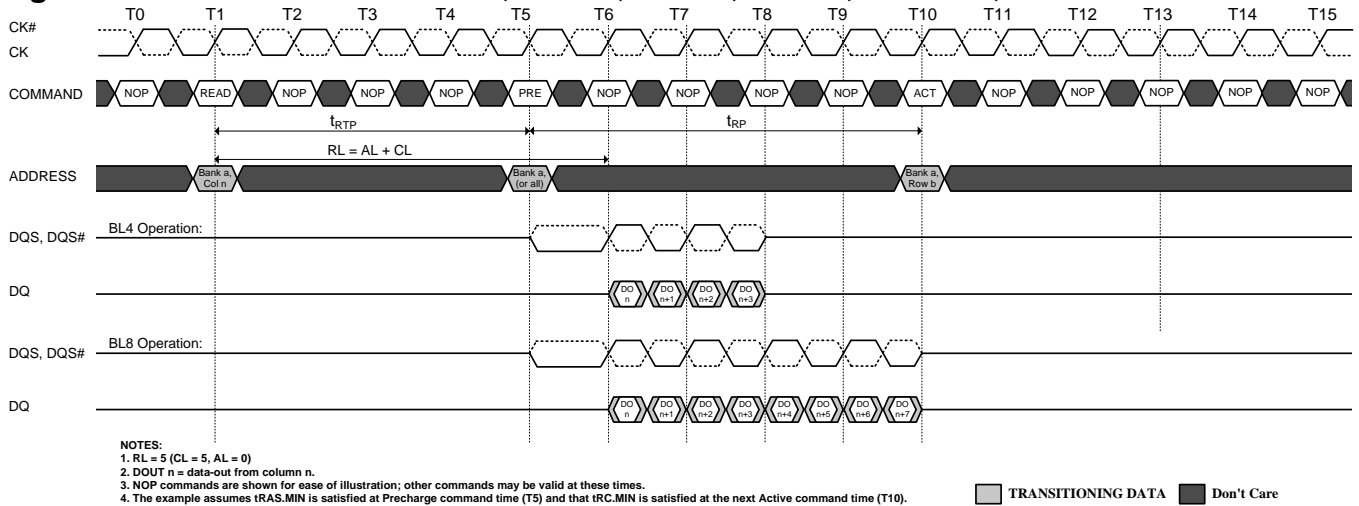 T0 T1 T2 T3 T4 T5 T6 T7 T8 T9 T10 T11 T12 T13 T14 T15
CK#
CK
COMMAND NOP READ NOP NOP NOP PRE NOP NOP NOP NOP ACT NOP NOP NOP NOP NOP
tRTP tRP
RL = AL + CL
ADDRESS Bank a, Col n Bank a, (or all) Bank a, Row b
BL4 Operation:
DQS, DQS#
DQ DO n DO n+1 DO n+2 DO n+3
BL8 Operation:
DQS, DQS#
DQ DO n DO n+1 DO n+2 DO n+3 DO n+4 DO n+5 DO n+6 DO n+7
NOTES:
1. RL = 5 (CL = 5, AL = 0)
2. DOUT n = data-out from column n.
3. NOP commands are shown for ease of illustration; other commands may be valid at these times.
4. The example assumes tRAS.MIN is satisfied at Precharge command time (T5) and that tRC.MIN is satisfied at the next Active command time (T10).
TRANSITIONING DATA Don't Care